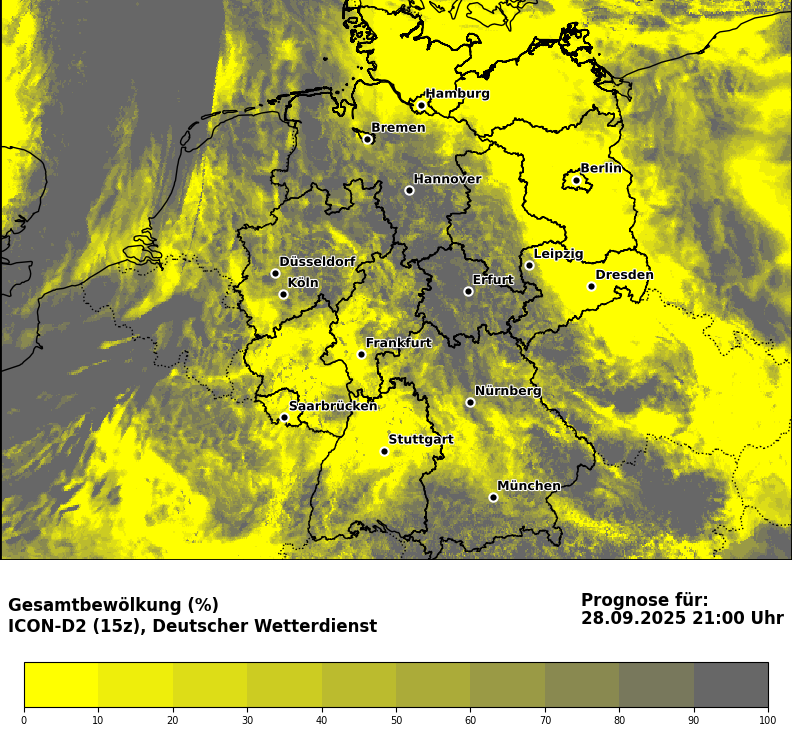 Hamburg
Bremen
Berlin
Hannover
Leipzig
Düsseldorf
Dresden
Köln
Erfurt
Frankfurt
Nürnberg
Saarbrücken
Stuttgart
München
Gesamtbewölkung (%)
ICON-D2 (15z), Deutscher Wetterdienst
Prognose für:
28.09.2025 21:00 Uhr
0 10 20 30 40 50 60 70 80 90 100